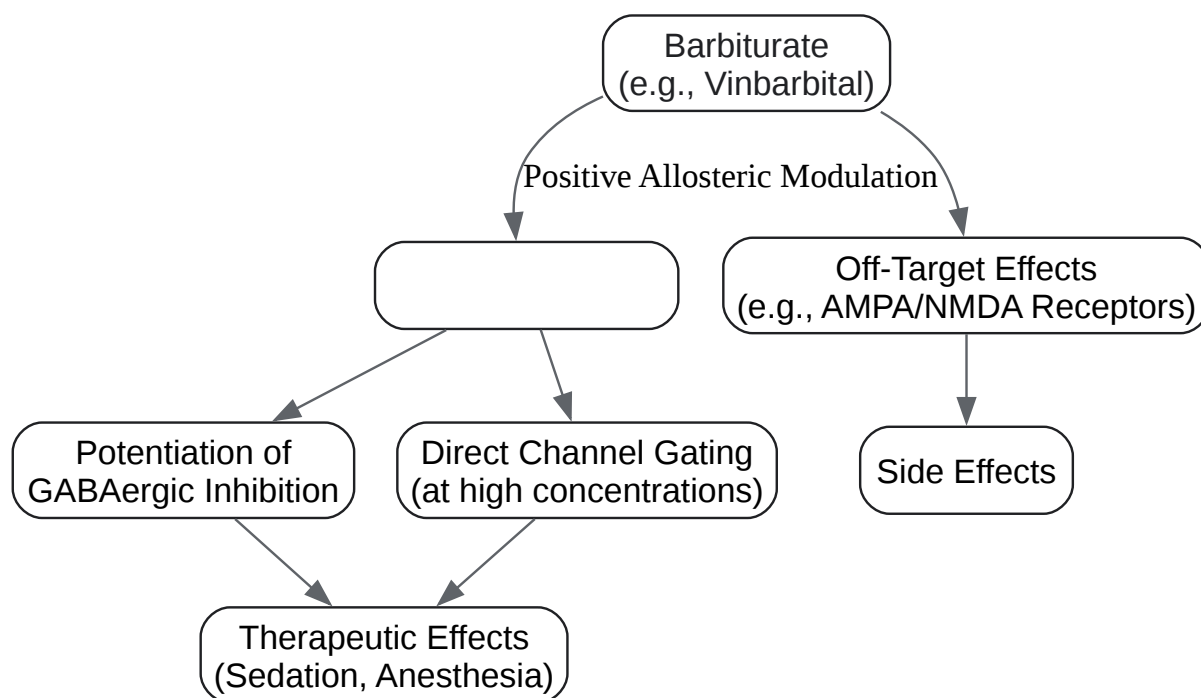 Barbiturate
(e.g., Vinbarbital)
Positive Allosteric Modulation
Off-Target Effects
(e.g., AMPA/NMDA Receptors)
Potentiation of
GABAergic Inhibition
Direct Channel Gating
(at high concentrations)
Side Effects
Therapeutic Effects
(Sedation, Anesthesia)